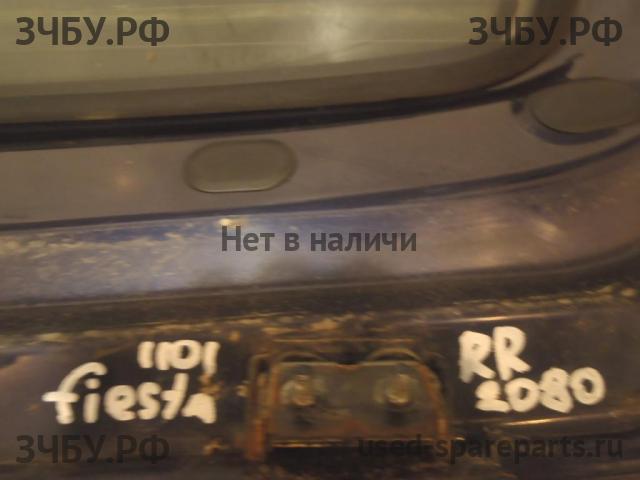 ЗЧБУ.РФ ЗЧБУ.РФ
Нет в наличи
1101 RR
fiesta 2080
ЗЧБУ.РФ used-spareparts.ru